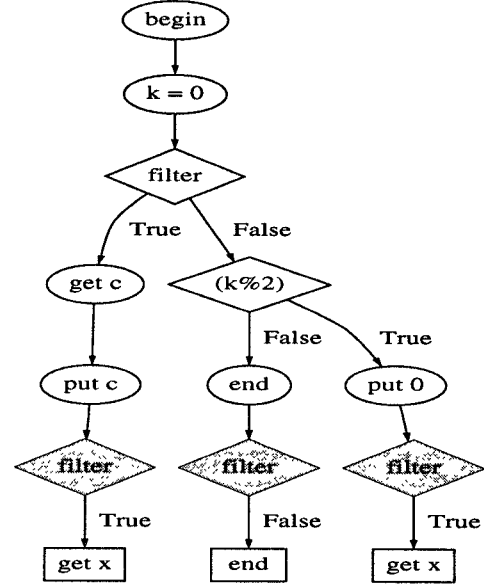 begin
k = 0
filter
True
False
get c
(k%2)
False
True
put c
end
put 0
filter
filter
filter
True
False
True
get x
end
get x